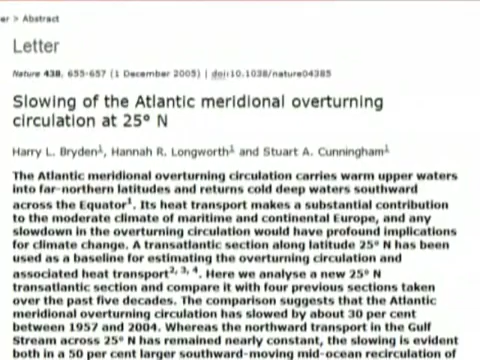 er > Abstract
Letter
Nature 438, 655-657 (1 December 2005) | doi:10.1038/nature04385
Slowing of the Atlantic meridional overturning
circulation at 25° N
Harry L. Bryden1, Hannah R. Longworth1 and Stuart A. Cunningham1
The Atlantic meridional overturning circulation carries warm upper waters
into far-northern latitudes and returns cold deep waters southward
across the Equator1. Its heat transport makes a substantial contribution
to the moderate climate of maritime and continental Europe, and any
slowdown in the overturning circulation would have profound implications
for climate change. A transatlantic section along latitude 25° N has been
used as a baseline for estimating the overturning circulation and
associated heat transport2, 3, 4. Here we analyse a new 25° N
transatlantic section and compare it with four previous sections taken
over the past five decades. The comparison suggests that the Atlantic
meridional overturning circulation has slowed by about 30 per cent
between 1957 and 2004. Whereas the northward transport in the Gulf
Stream across 25° N has remained nearly constant, the slowing is evident
both in a 50 per cent larger southward-moving mid-ocean recirculation of